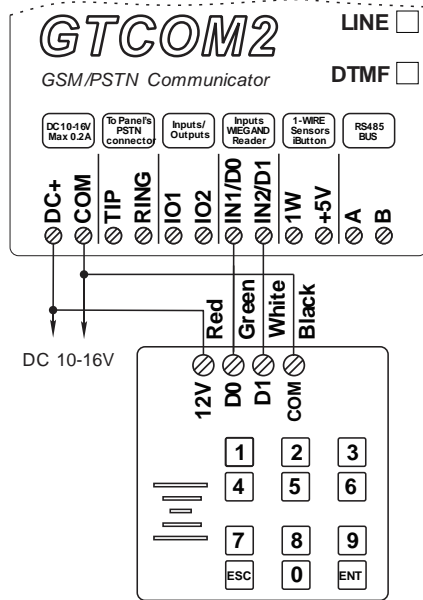 GTCOM2
LINE
GSM/PSTN Communicator
DTMF
DC10-16V
Max 0.2A
To Panel's
PSTN
connector
Inputs/
Outputs
Inputs
WIEGAND
Reader
1-WIRE
Sensors
iButton
RS485
BUS
DC+
COM
TIP
RING
IO1
IO2
IN1/D0
IN2/D1
1W
+5V
A
B
Red
Green
White
Black
DC 10-16V
12V
D0
D1
COM
1 2 3
4 5 6
7 8 9
ESC 0 ENT